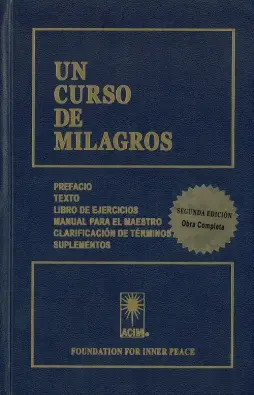 UN
CURSO
DE
MILAGROS
PREFACIO
TEXTO
LIBRO DE EJERCICIOS
MANUAL PARA EL MAESTRO
CLARIFICACIÓN DE TÉRMINOS
SUPLEMENTOS
SEGUNDA EDICIÓN
Obra Completa
ACIM
FOUNDATION FOR INNER PEACE